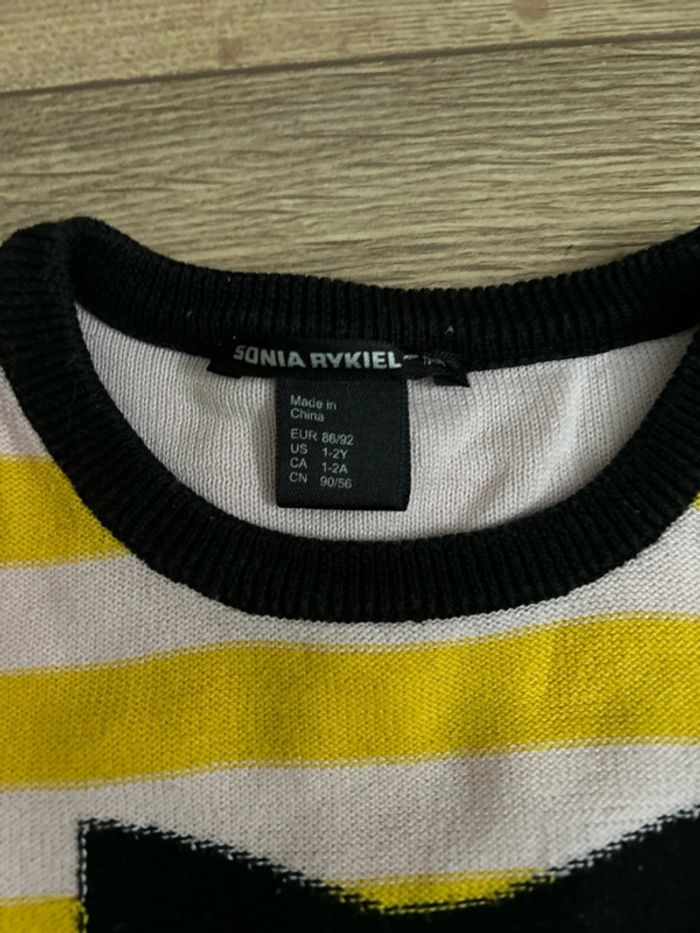 SONIA RYKIEL
Made in
China
EUR 86/92
US 1-2Y
CA 1-2A
CN 90/56